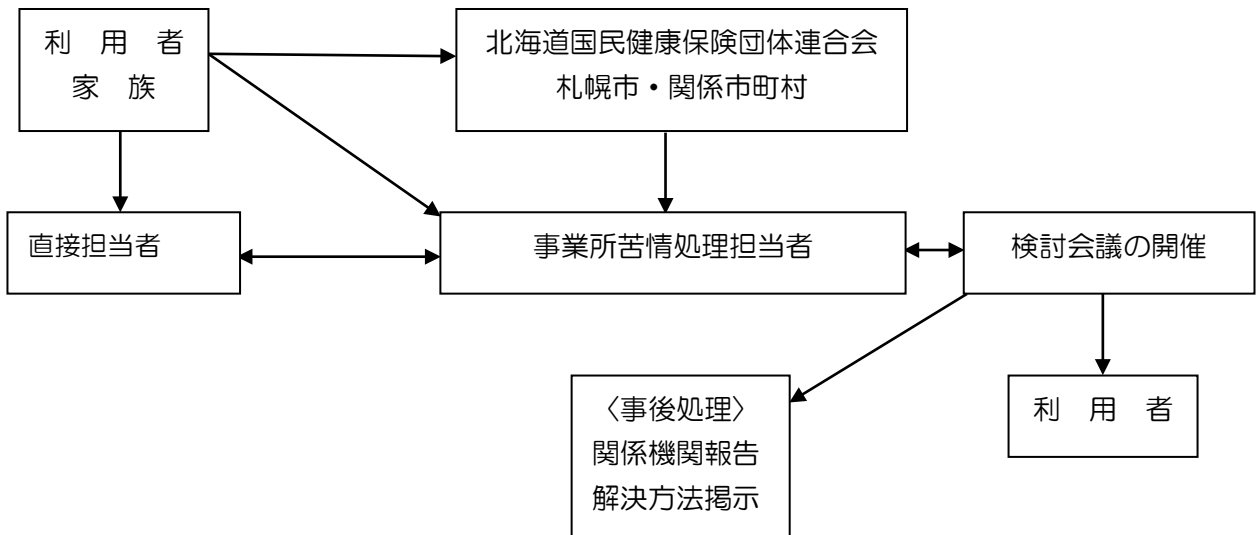 利　用　者
家　族
北海道国民健康保険団体連合会
札幌市・関係市町村
直接担当者
事業所苦情処理担当者
検討会議の開催
〈事後処理〉
関係機関報告
解決方法掲示
利　用　者